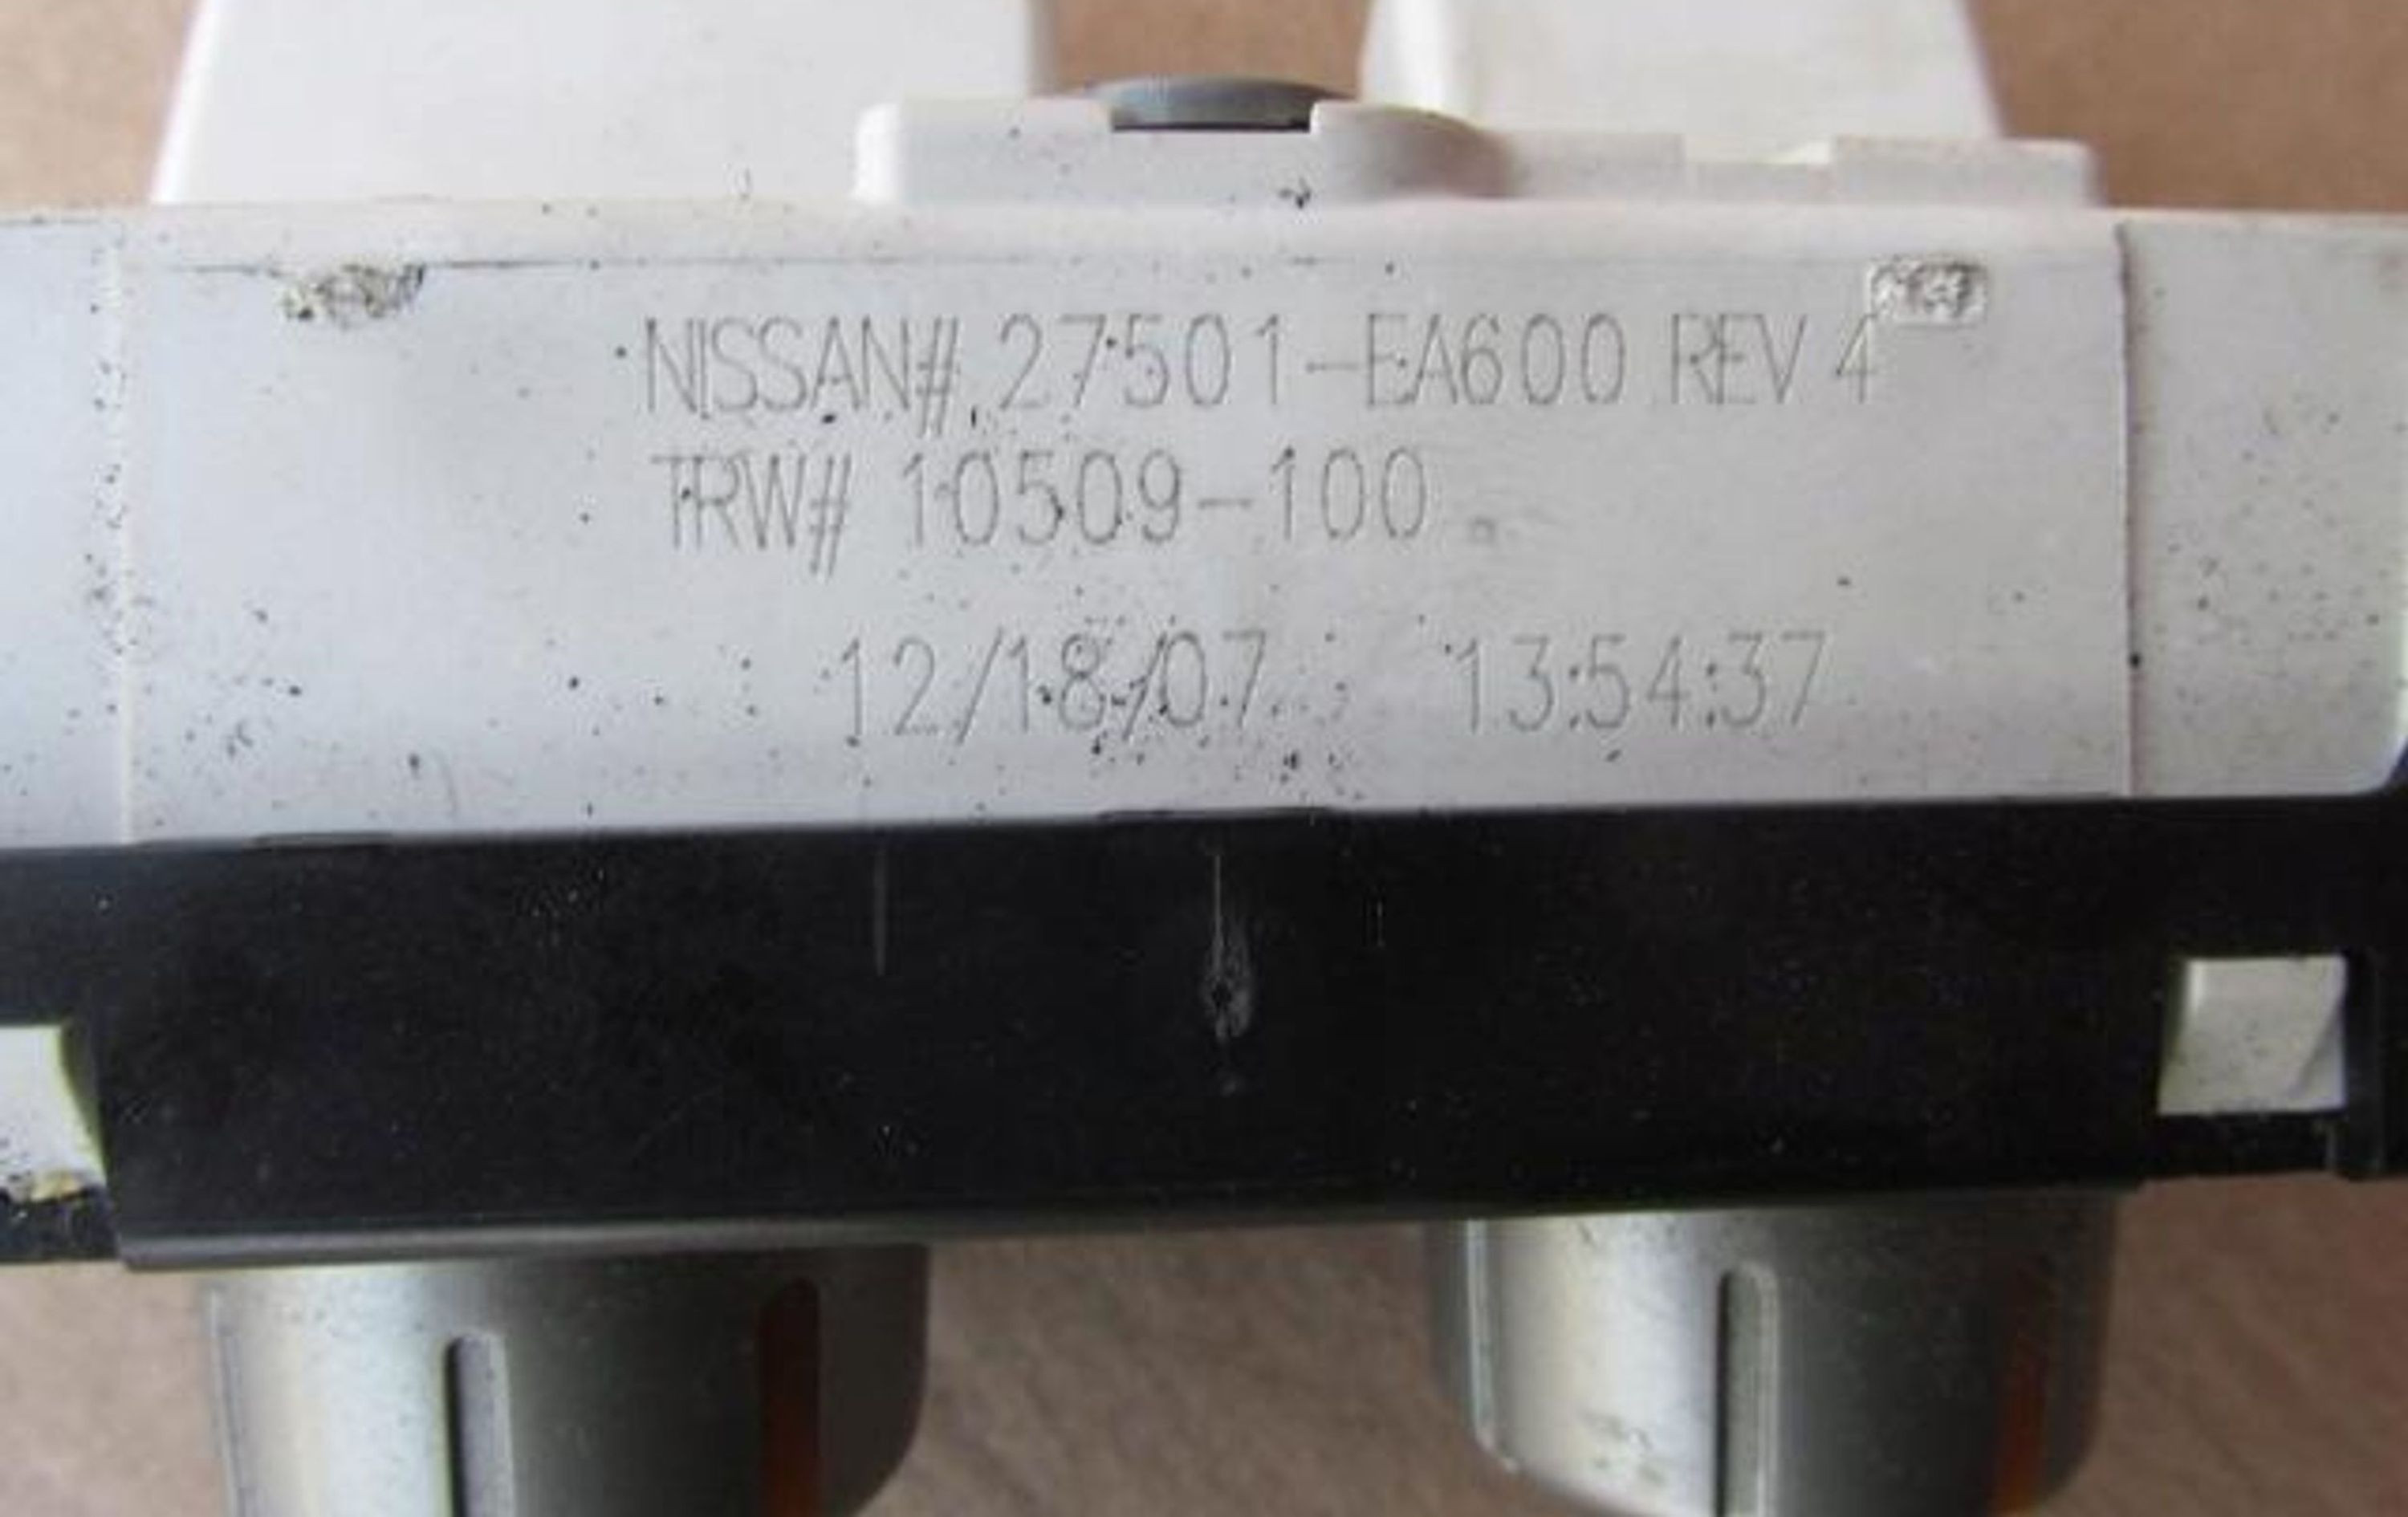 NISSAN# 27501-EA600 REV 4
TRW# 10509-100
12/18/07 13:54:37